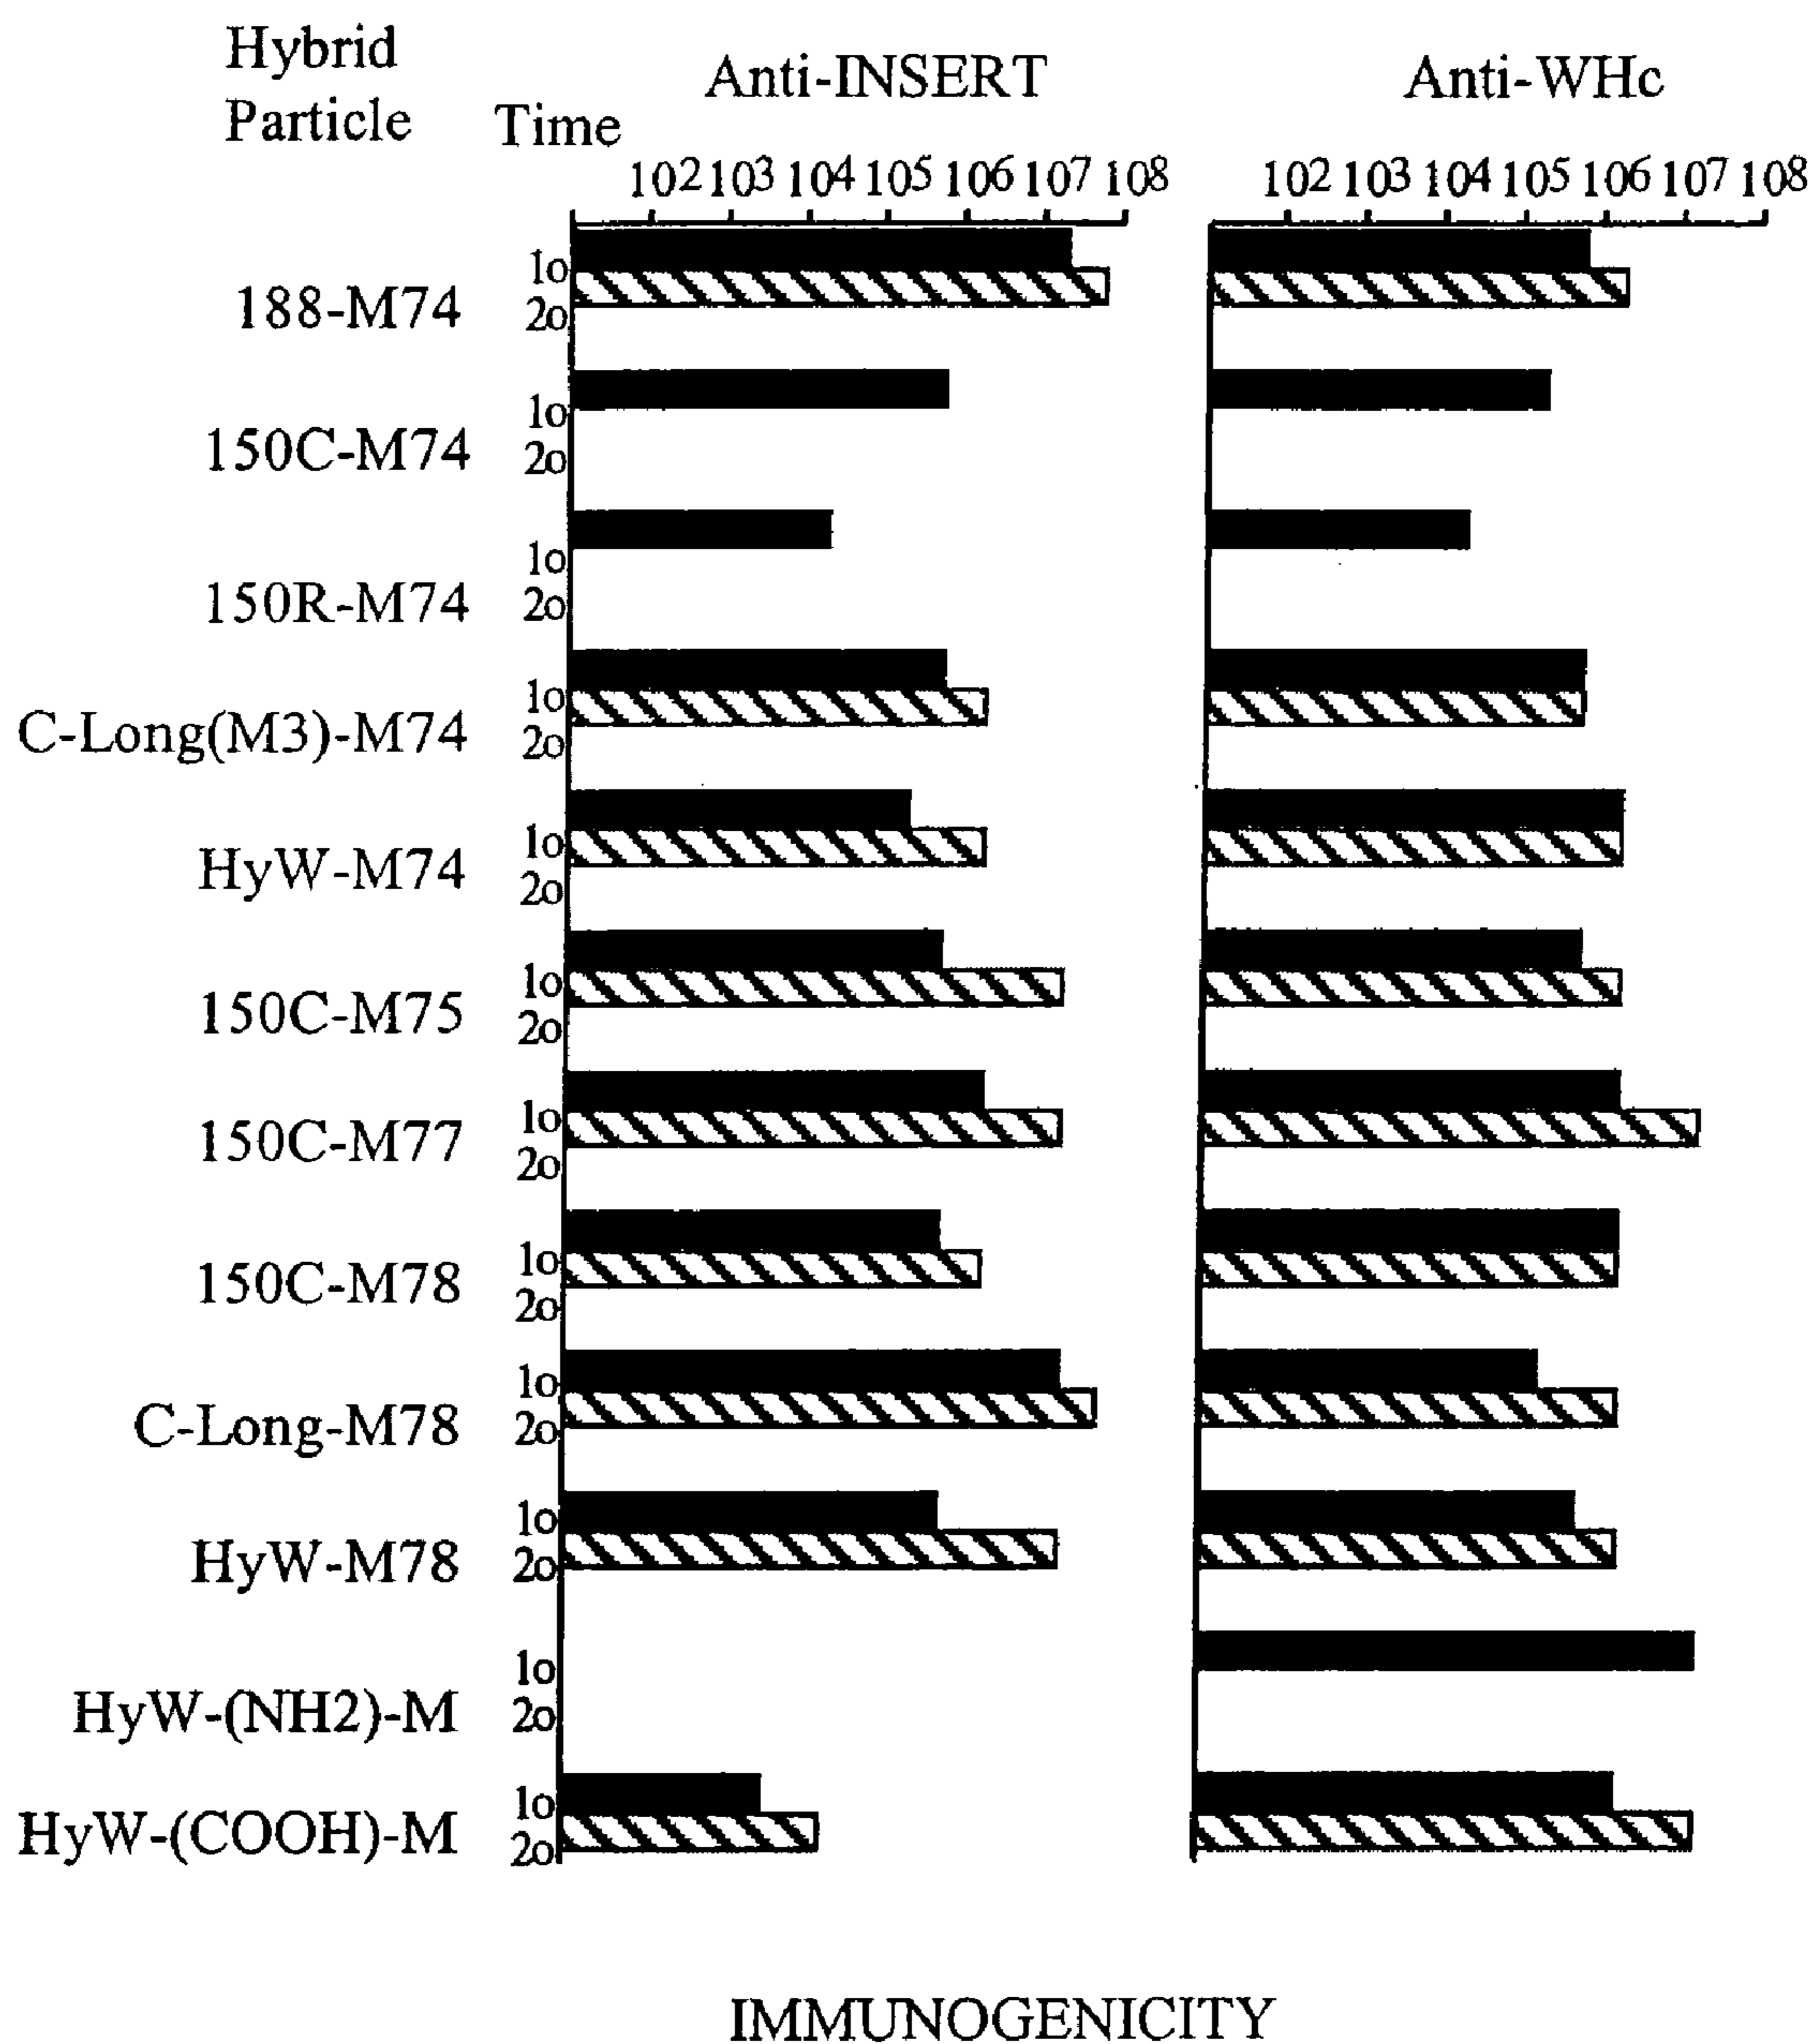 Hybrid
Particle
Time
Anti-INSERT
Anti-WHc
102 103 104 105 106 107 108
102 103 104 105 106 107 108
1o
188-M74
2o
1o
150C-M74
2o
1o
150R-M74
2o
1o
C-Long(M3)-M74
2o
1o
HyW-M74
2o
1o
150C-M75
2o
1o
150C-M77
2o
1o
150C-M78
2o
1o
C-Long-M78
2o
1o
HyW-M78
2o
1o
HyW-(NH2)-M
2o
1o
HyW-(COOH)-M
2o
IMMUNOGENICITY